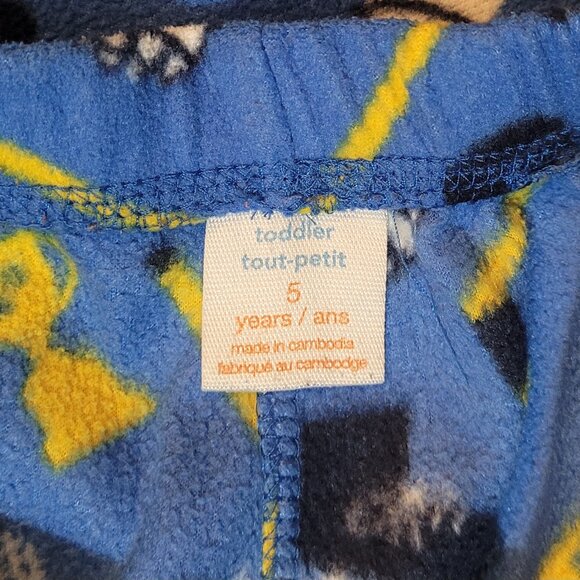 toddler
tout-petit
5
years / ans
made in cambodia
fabriqué au cambodge